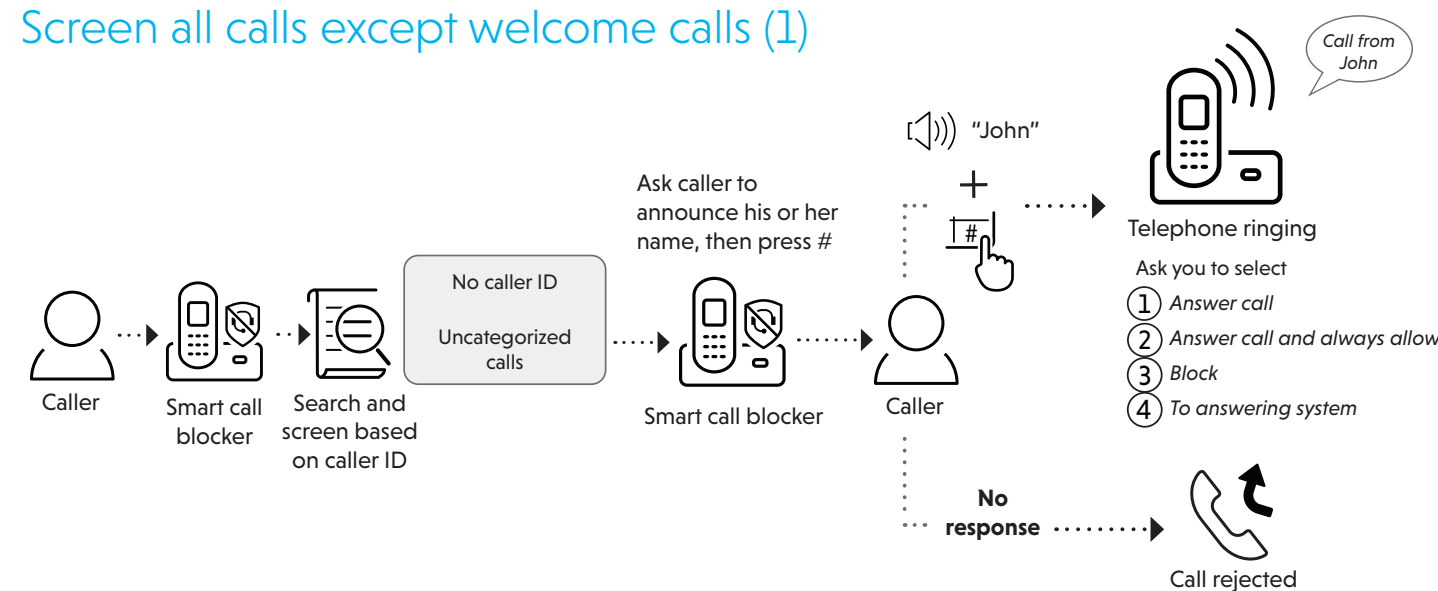 Screen all calls except welcome calls (1)
Call from
John
"John"
+
#
Ask caller to
announce his or her
name, then press #
No caller ID
Uncategorized
calls
Caller
Smart call
blocker
Search and
screen based
on caller ID
Smart call blocker
Caller
Telephone ringing
Ask you to select
1 Answer call
2 Answer call and always allow
3 Block
4 To answering system
No
response
Call rejected